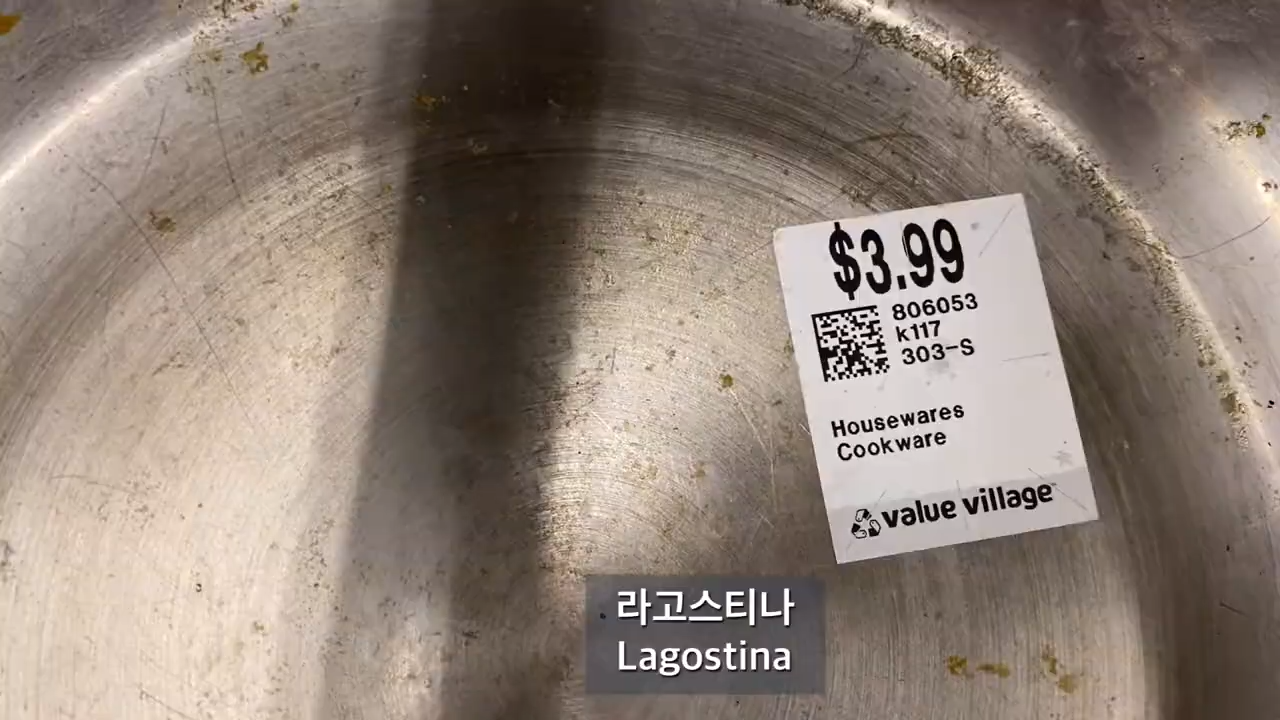 $3.99
806053
k117
303-S
Housewares
Cookware
value village
라고스티나
Lagostina